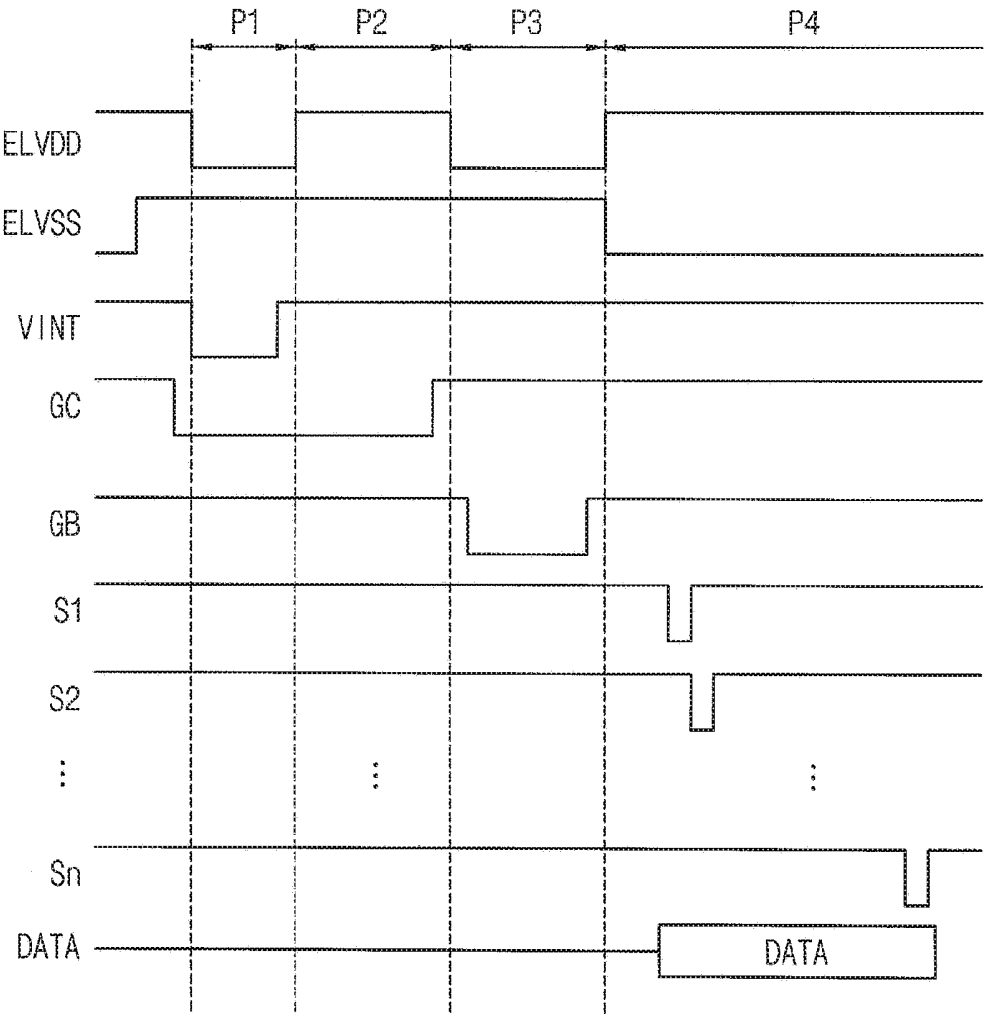 P1 P2 P3 P4
ELVDD
ELVSS
VINT
GC
GB
S1
S2
⋮ ⋮ ⋮
Sn
DATA DATA